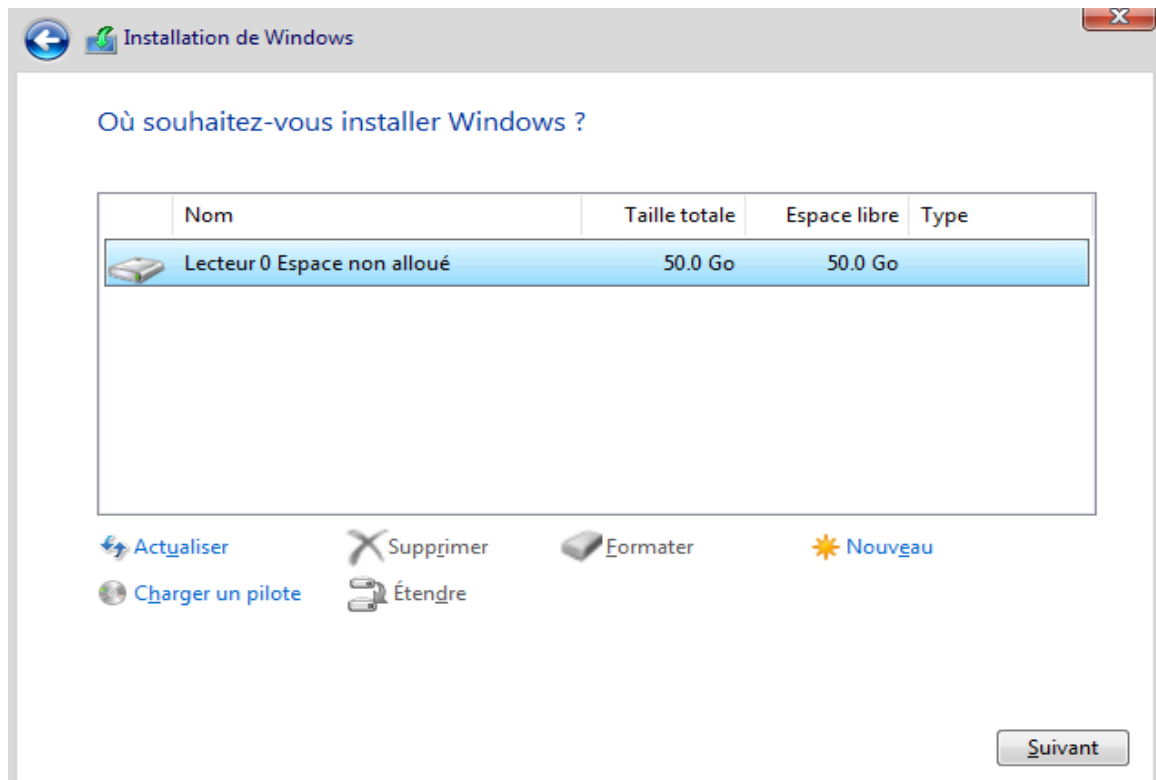 Installation de Windows
Où souhaitez-vous installer Windows ?
Nom Taille totale Espace libre Type
Lecteur 0 Espace non alloué 50.0 Go 50.0 Go
Actualiser Supprimer Formater Nouveau
Charger un pilote Étendre
Suivant